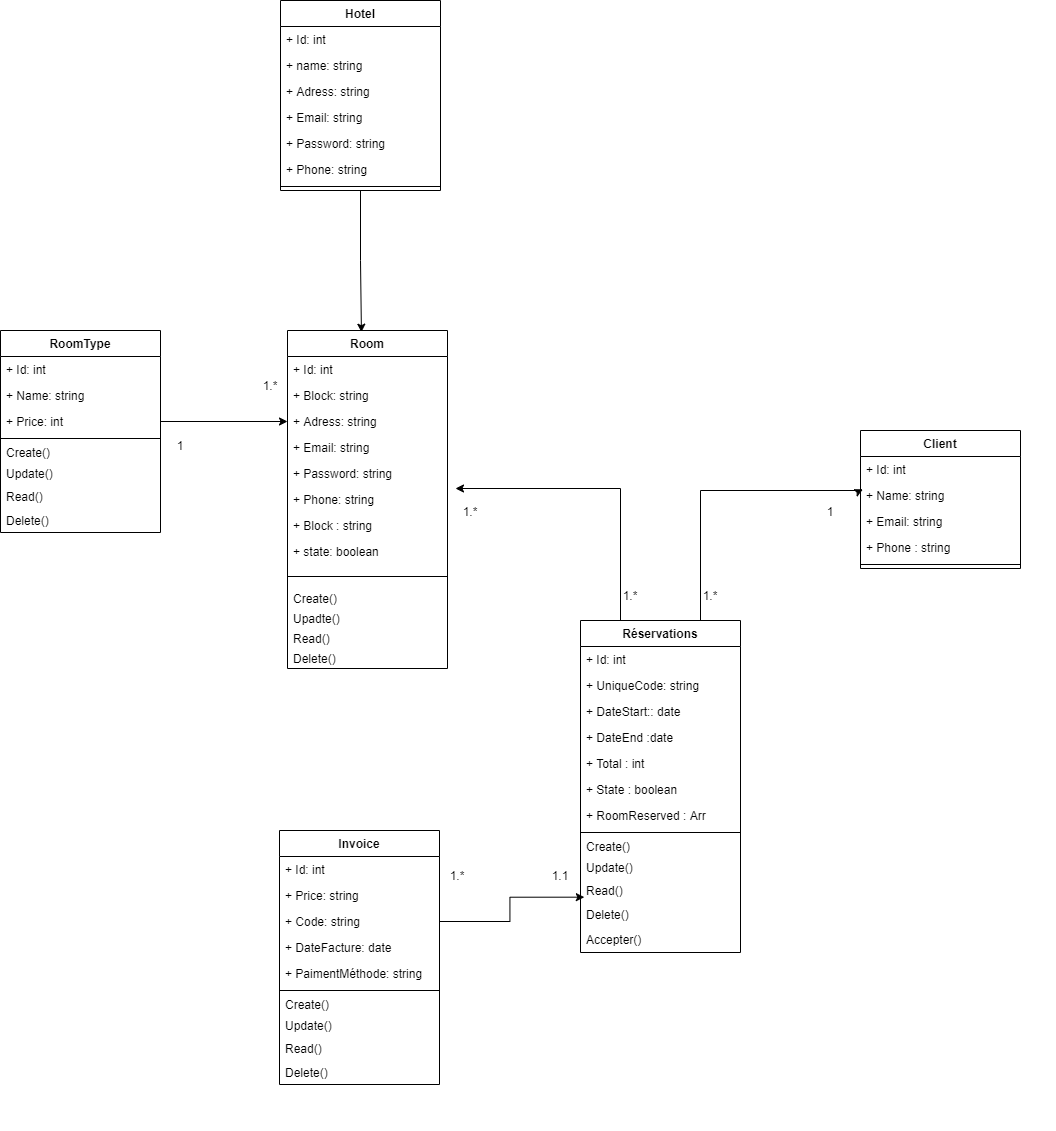 Hotel
+ Id: int
+ name: string
+ Adress: string
+ Email: string
+ Password: string
+ Phone: string
RoomType
+ Id: int
+ Name: string
+ Price: int
Create()
Update()
Read()
Delete()
1.*
1
Room
+ Id: int
+ Block: string
+ Adress: string
+ Email: string
+ Password: string
+ Phone: string
+ Block : string
+ state: boolean
Create()
Upadte()
Read()
Delete()
1.*
1.*
1
1.*
Client
+ Id: int
+ Name: string
+ Email: string
+ Phone : string
Réservations
+ Id: int
+ UniqueCode: string
+ DateStart:: date
+ DateEnd :date
+ Total : int
+ State : boolean
+ RoomReserved : Arr
Create()
Update()
Read()
Delete()
Accepter()
Invoice
+ Id: int
+ Price: string
+ Code: string
+ DateFacture: date
+ PaimentMéthode: string
Create()
Update()
Read()
Delete()
1.*
1.1